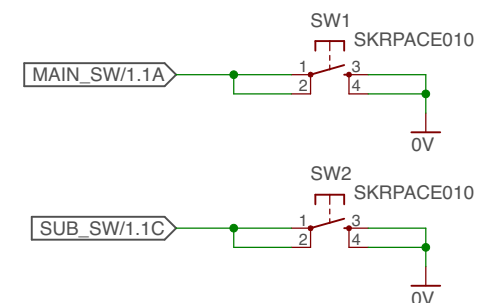 SW1
SKRPACE010
MAIN_SW/1.1A
1 3
2 4
0V
SW2
SKRPACE010
SUB_SW/1.1C
1 3
2 4
0V